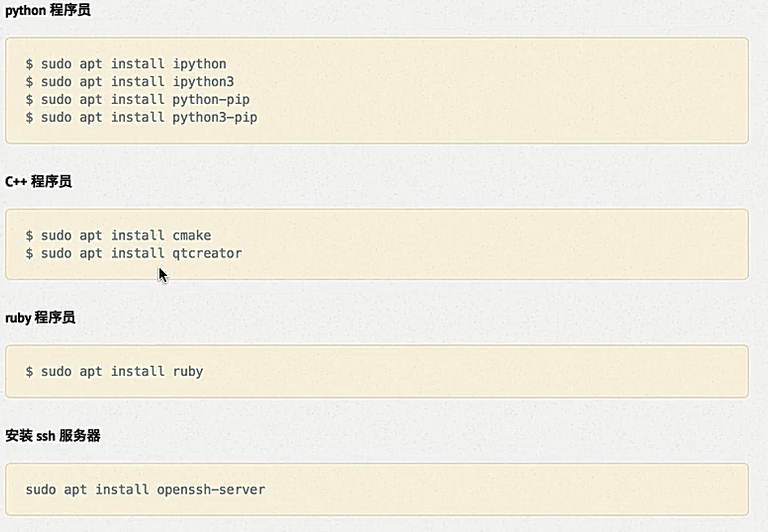 python 程序员
$ sudo apt install ipython
$ sudo apt install ipython3
$ sudo apt install python-pip
$ sudo apt install python3-pip
C++ 程序员
$ sudo apt install cmake
$ sudo apt install qtcreator
ruby 程序员
$ sudo apt install ruby
安装 ssh 服务器
sudo apt install openssh-server